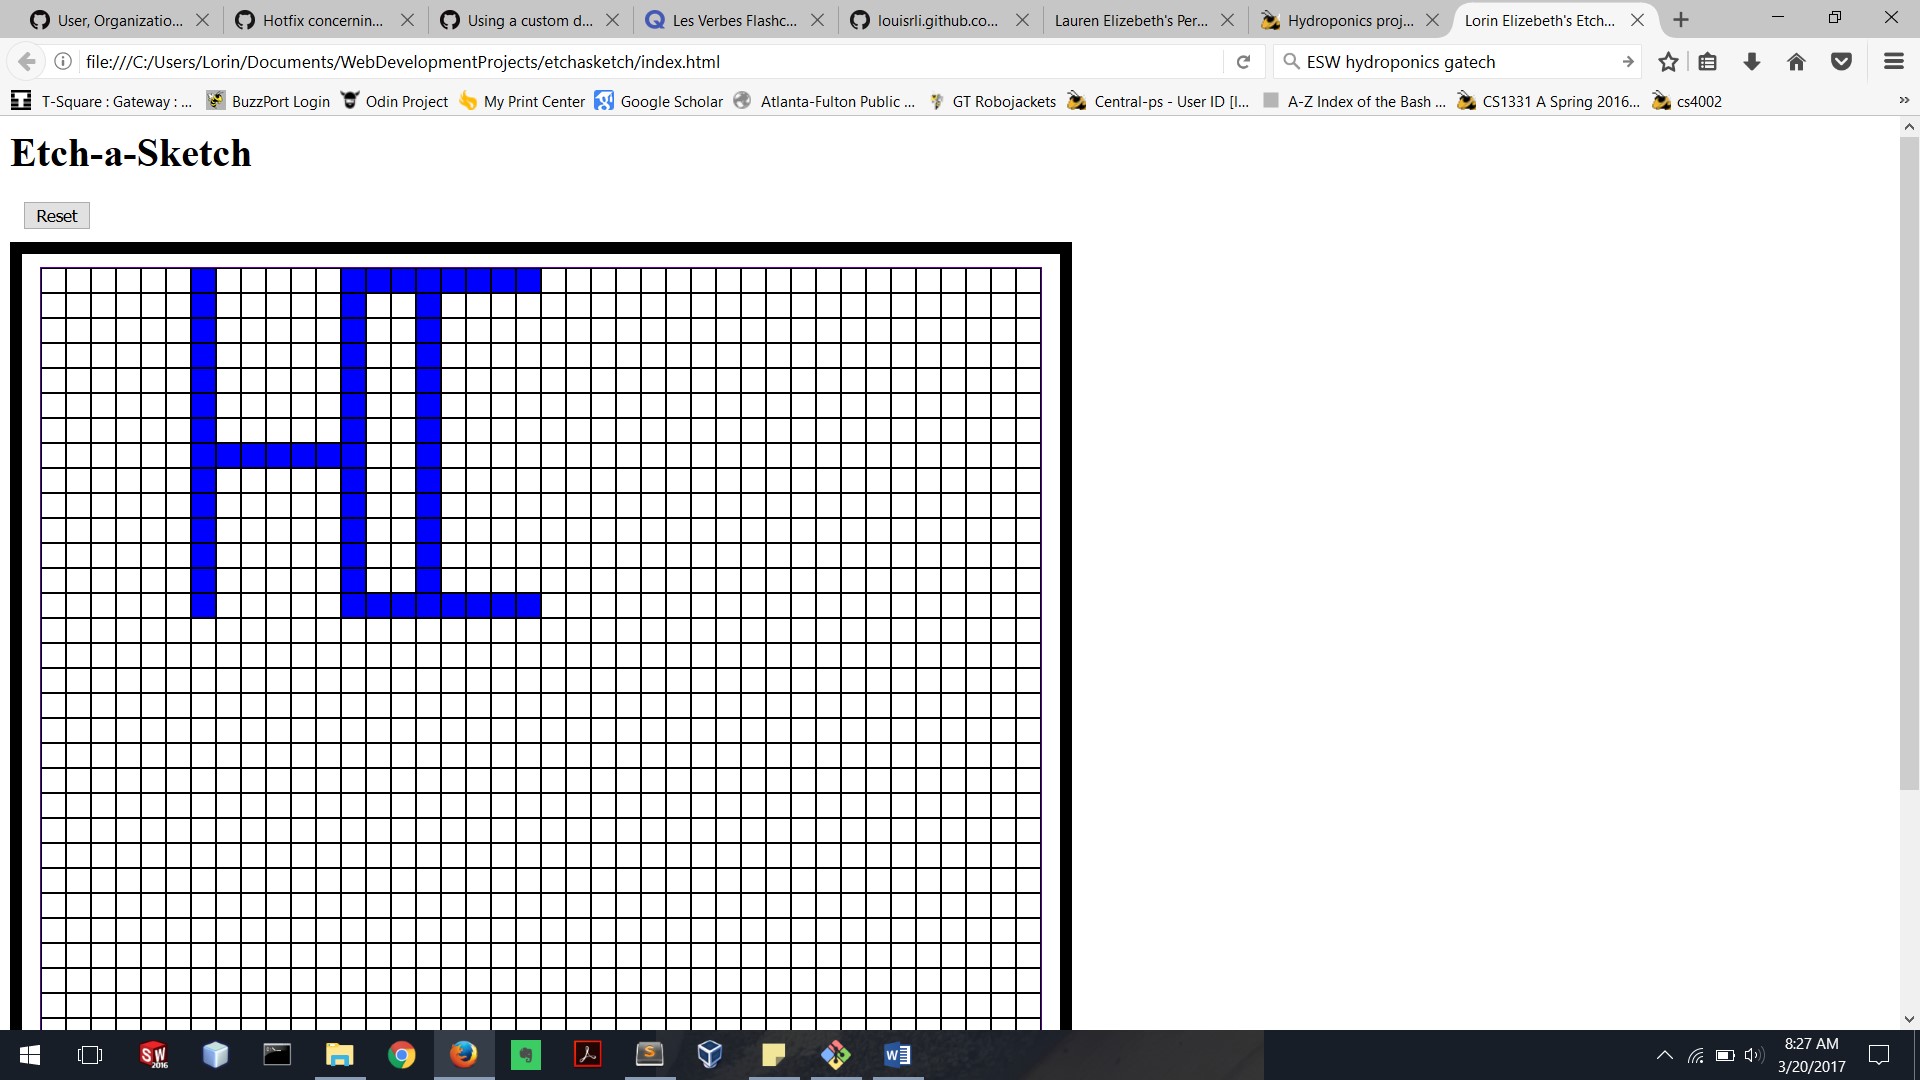 User, Organizatio...
Hotfix concernin...
Using a custom d...
Les Verbes Flashc...
louisrli.github.co...
Lauren Elizebeth's Per...
Hydroponics proj...
Lorin Elizebeth's Etch...
file:///C:/Users/Lorin/Documents/WebDevelopmentProjects/etchasketch/index.html
ESW hydroponics gatech
T-Square : Gateway : ...
BuzzPort Login
Odin Project
My Print Center
Google Scholar
Atlanta-Fulton Public ...
GT Robojackets
Central-ps - User ID [I...
A-Z Index of the Bash ...
CS1331 A Spring 2016...
cs4002
Etch-a-Sketch
Reset
HI
SW
2016
8:27 AM
3/20/2017